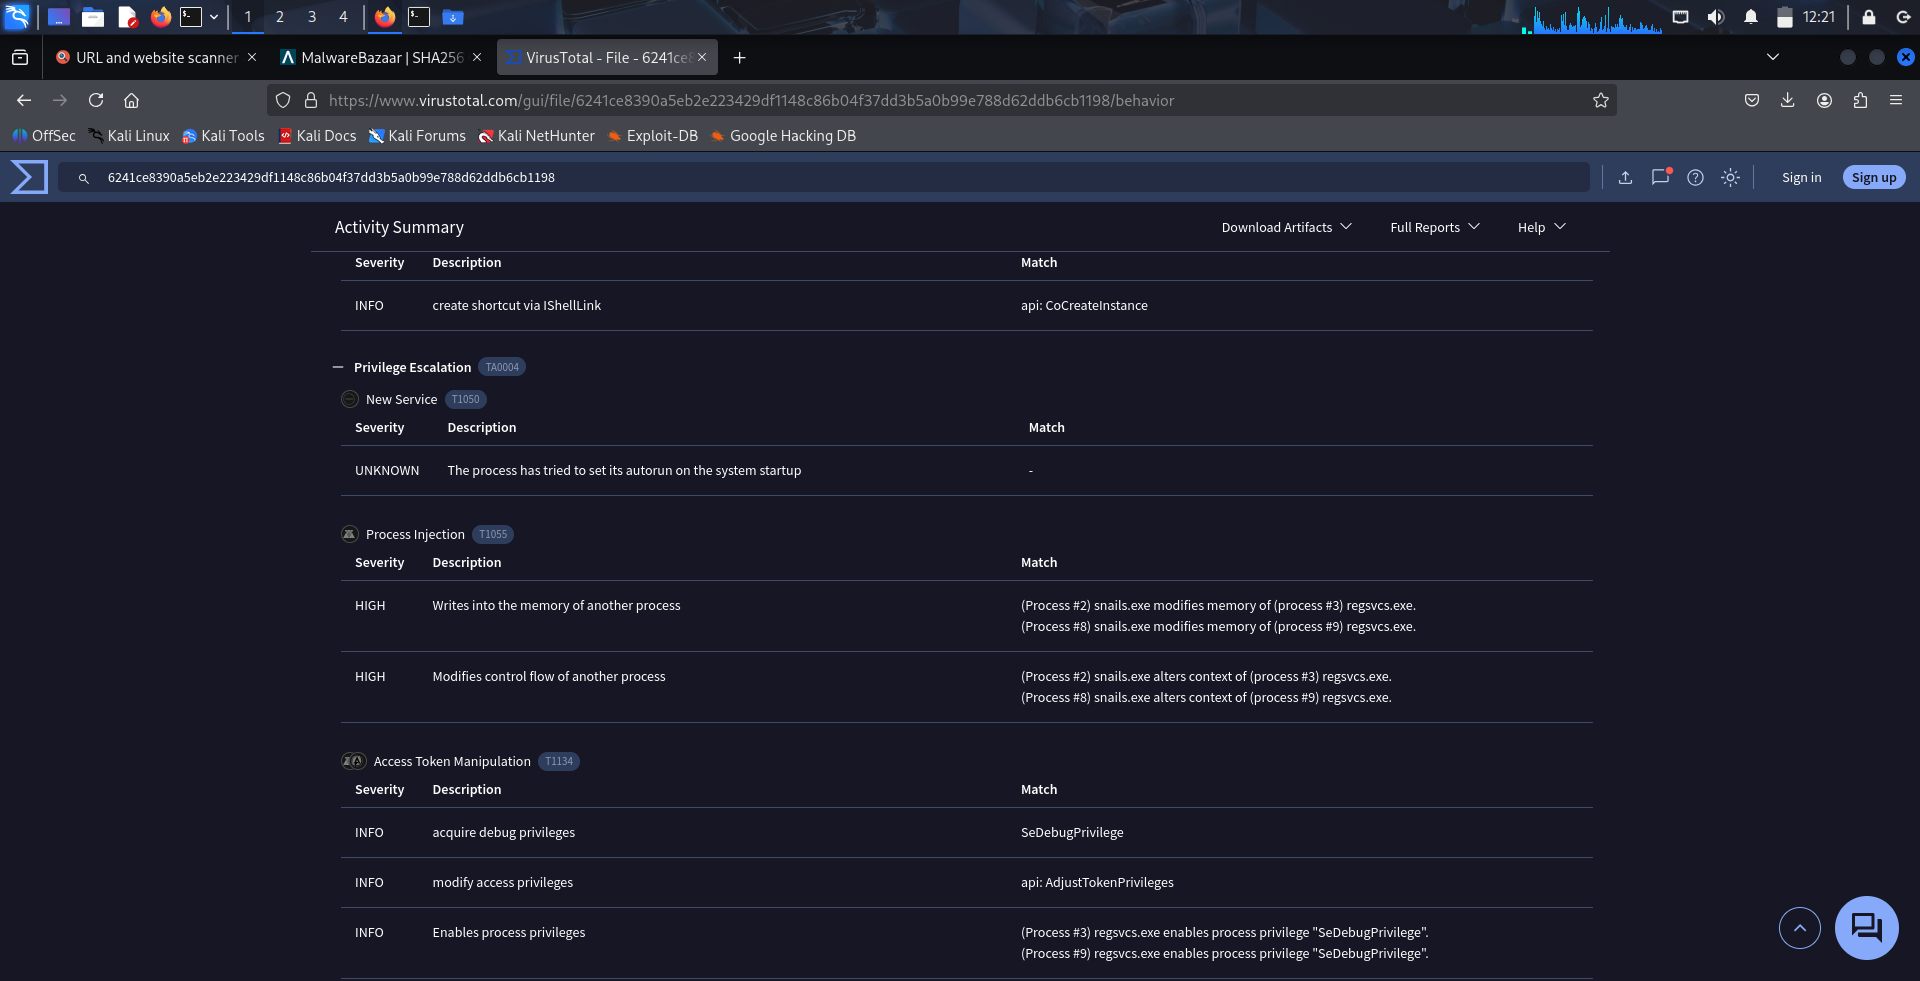 1 2 3 4 12:21
URL and website scanner
MalwareBazaar | SHA256
VirusTotal - File - 6241ce8
https://www.virustotal.com/gui/file/6241ce8390a5eb2e223429df1148c86b04f37dd3b5a0b99e788d62ddb6cb1198/behavior
OffSec Kali Linux Kali Tools Kali Docs Kali Forums Kali NetHunter Exploit-DB Google Hacking DB
6241ce8390a5eb2e223429df1148c86b04f37dd3b5a0b99e788d62ddb6cb1198 Sign in Sign up
Activity Summary Download Artifacts Full Reports Help
Severity Description Match
INFO create shortcut via IShellLink api: CoCreateInstance
Privilege Escalation TA0004
New Service T1050
Severity Description Match
UNKNOWN The process has tried to set its autorun on the system startup -
Process Injection T1055
Severity Description Match
HIGH Writes into the memory of another process (Process #2) snails.exe modifies memory of (process #3) regsvcs.exe.
(Process #8) snails.exe modifies memory of (process #9) regsvcs.exe.
HIGH Modifies control flow of another process (Process #2) snails.exe alters context of (process #3) regsvcs.exe.
(Process #8) snails.exe alters context of (process #9) regsvcs.exe.
Access Token Manipulation T1134
Severity Description Match
INFO acquire debug privileges SeDebugPrivilege
INFO modify access privileges api: AdjustTokenPrivileges
INFO Enables process privileges (Process #3) regsvcs.exe enables process privilege "SeDebugPrivilege".
(Process #9) regsvcs.exe enables process privilege "SeDebugPrivilege".